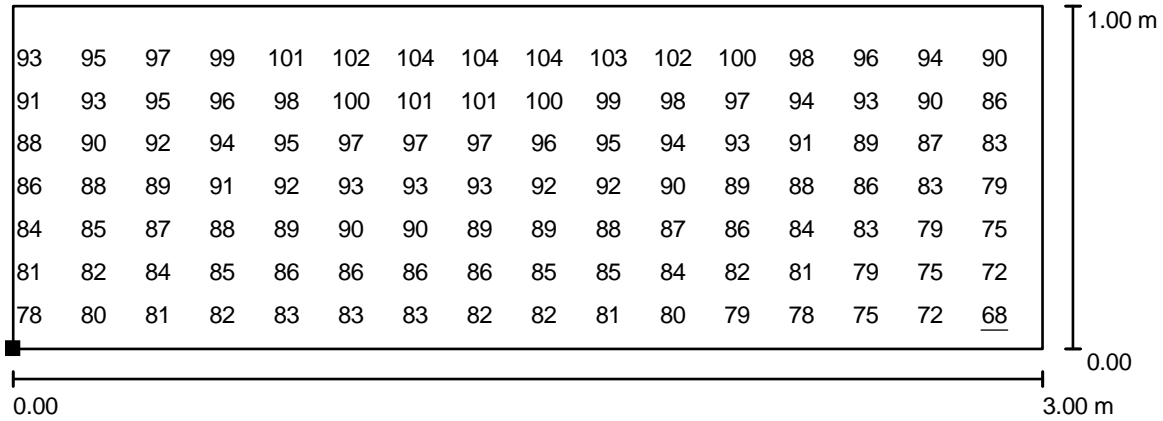 1.00 m
93 95 97 99 101 102 104 104 104 103 102 100 98 96 94 90
91 93 95 96 98 100 101 101 100 99 98 97 94 93 90 86
88 90 92 94 95 97 97 97 96 95 94 93 91 89 87 83
86 88 89 91 92 93 93 93 92 92 90 89 88 86 83 79
84 85 87 88 89 90 90 89 89 88 87 86 84 83 79 75
81 82 84 85 86 86 86 86 85 85 84 82 81 79 75 72
78 80 81 82 83 83 83 82 82 81 80 79 78 75 72 68
0.00
0.00 3.00 m